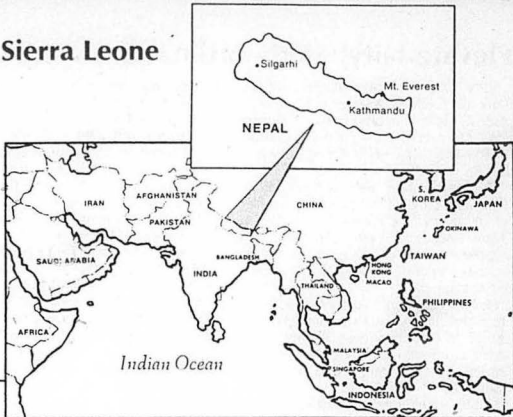 Sierra Leone
Silgarhi
Mt. Everest
Kathmandu
NEPAL
IRAN
AFGHANISTAN
CHINA
S.
KOREA
JAPAN
PAKISTAN
OKINAWA
SAUDI ARABIA
BANGLADESH
INDIA
HONG
KONG
TAIWAN
MACAO
THAILAND
PHILIPPINES
AFRICA
Indian Ocean
MALAYSIA
SINGAPORE
INDONESIA